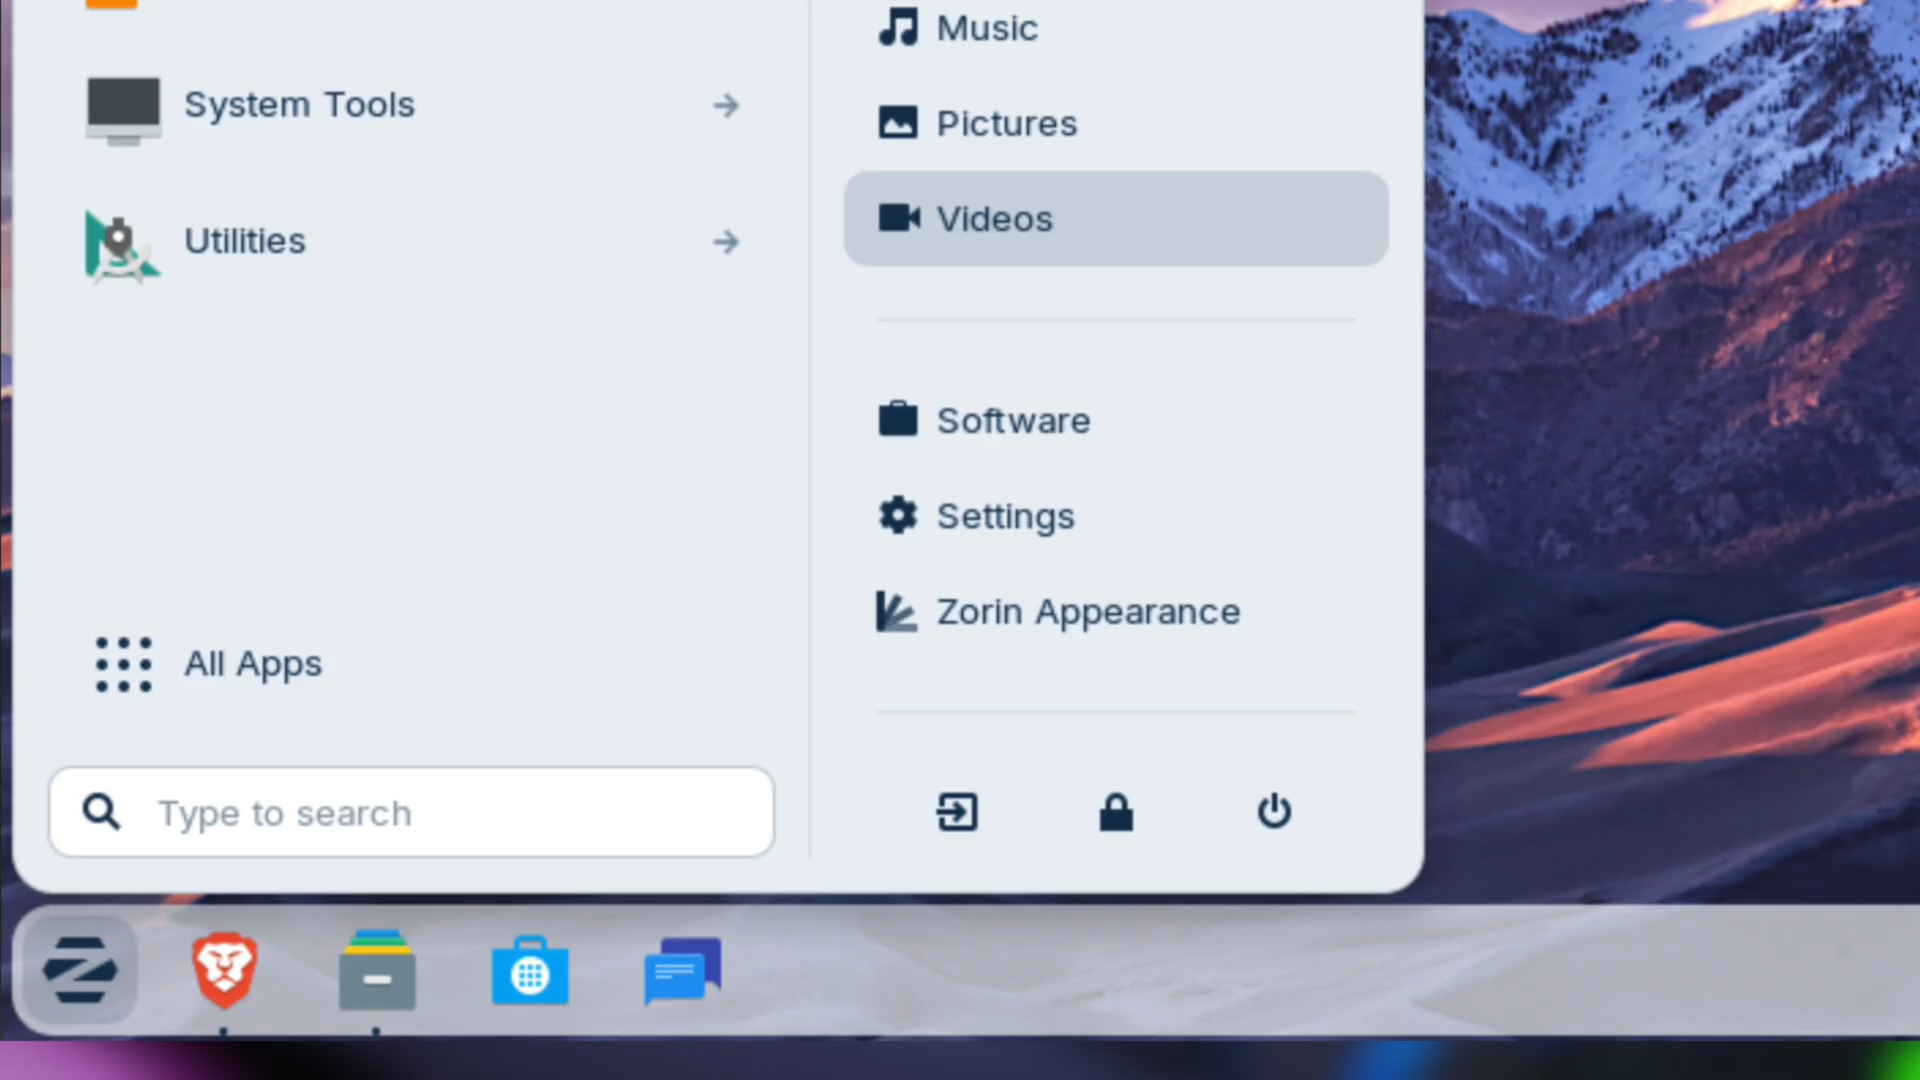 System Tools
Utilities
All Apps
Type to search
Music
Pictures
Videos
Software
Settings
Zorin Appearance